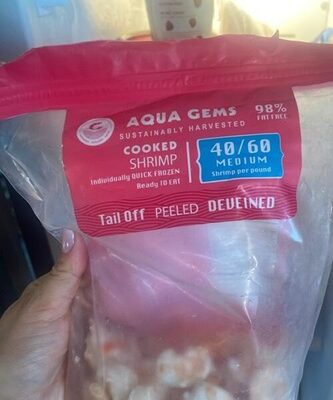 AQUA GEMS
98%
FAT FREE
SUSTAINABLY HARVESTED
COOKED
SHRIMP
Individually QUICK FROZEN
Ready TO EAT
40/60
MEDIUM
Shrimp per pound
Tail Off PEELED DEVEINED